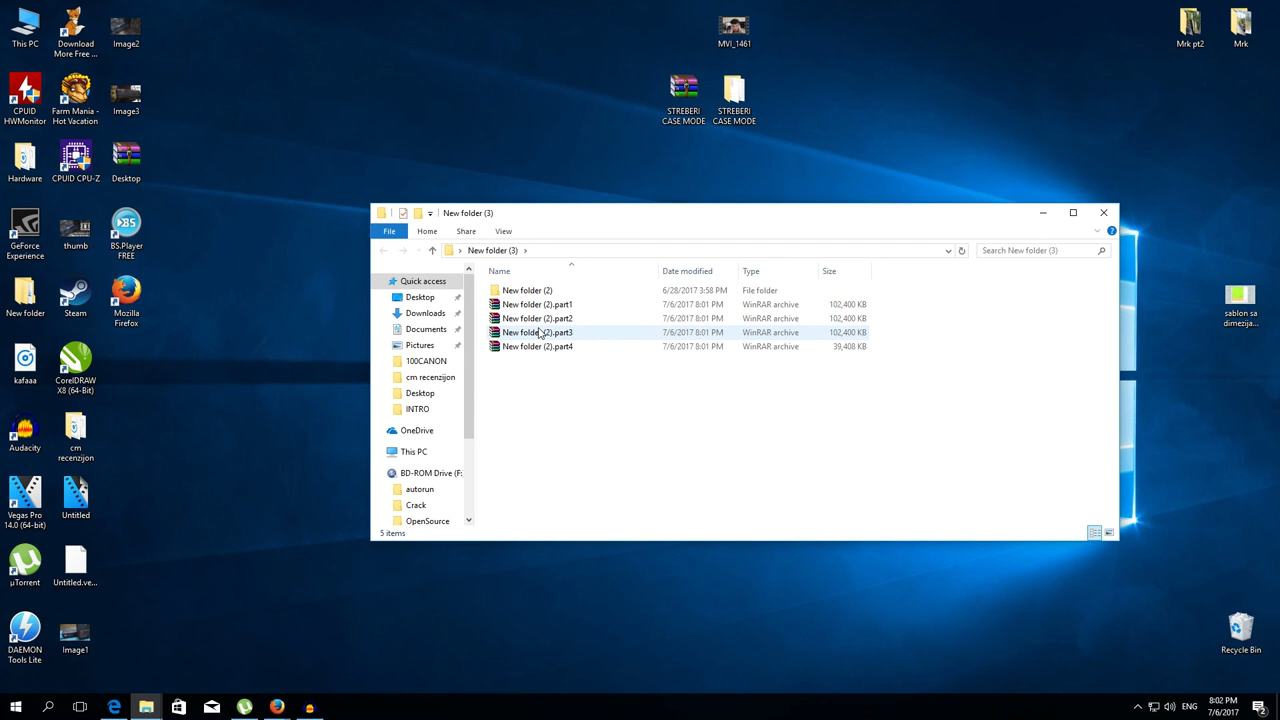 This PC
Download
More Free ...
Image2
MVI_1461
Mrk pt2
Mrk
CPUID
HWMonitor
Farm Mania -
Hot Vacation
Image3
STREBERI
CASE MODE
STREBERI
CASE MODE
Hardware
CPUID CPU-Z
Desktop
GeForce
Experience
thumb
BS.Player
FREE
New folder
Steam
Mozilla
Firefox
kafaaa
CorelDRAW
X8 (64-Bit)
Audacity
cm
recenzijon
Vegas Pro
14.0 (64-bit)
Untitled
µTorrent
Untitled.ve...
DAEMON
Tools Lite
Image1
sablon sa
dimezija...
Recycle Bin
New folder (3)
File
Home
Share
View
New folder (3)
Search New folder (3)
Name
Date modified
Type
Size
New folder (2) 6/28/2017 3:58 PM File folder
New folder (2).part1 7/6/2017 8:01 PM WinRAR archive 102,400 KB
New folder (2).part2 7/6/2017 8:01 PM WinRAR archive 102,400 KB
New folder (2).part3 7/6/2017 8:01 PM WinRAR archive 102,400 KB
New folder (2).part4 7/6/2017 8:01 PM WinRAR archive 39,408 KB
Quick access
Desktop
Downloads
Documents
Pictures
100CANON
cm recenzijon
Desktop
INTRO
OneDrive
This PC
BD-ROM Drive (F:
autorun
Crack
OpenSource
5 items
ENG
8:02 PM
7/6/2017
2